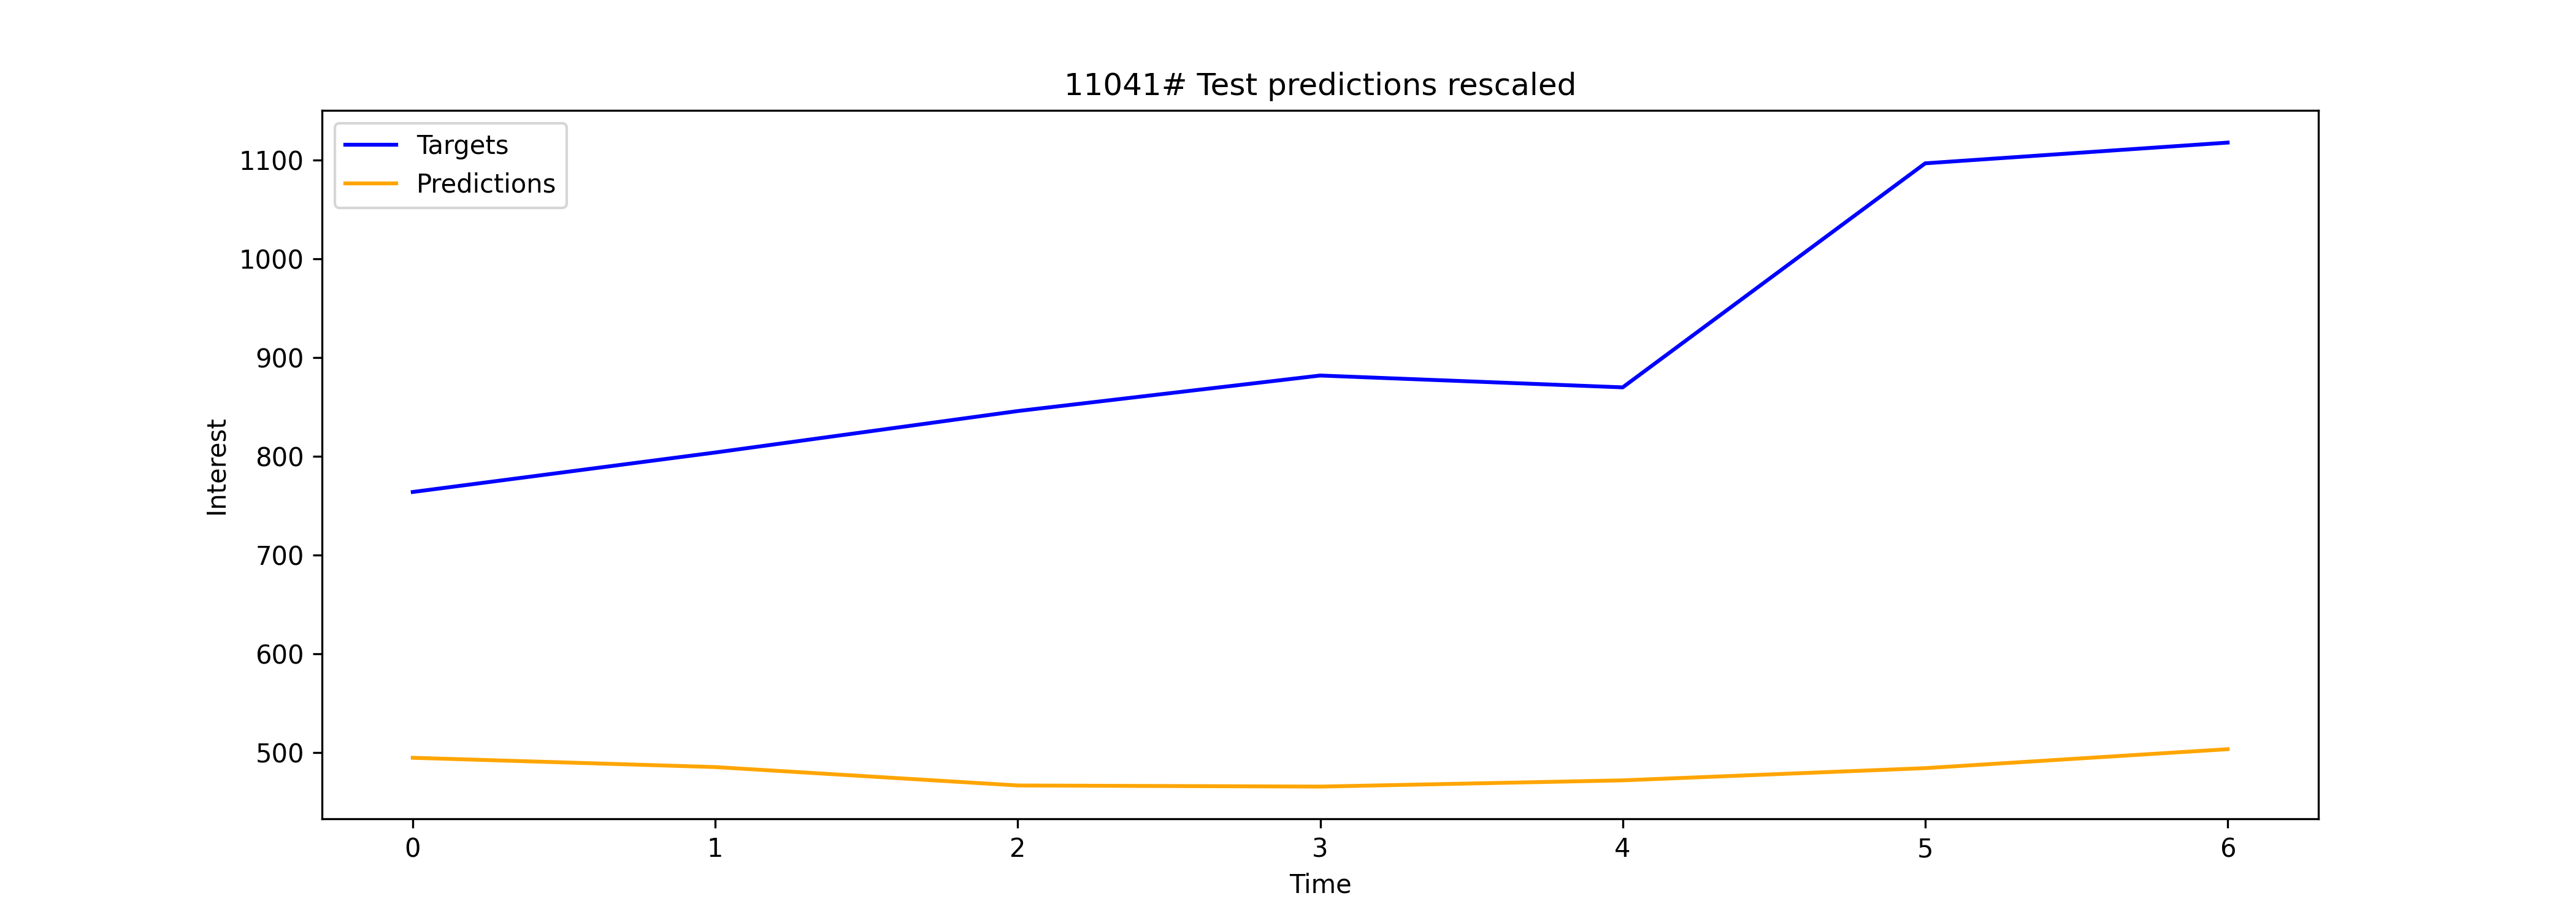 11041# Test predictions rescaled
Targets
Predictions
1100
1000
900
800
700
600
500
Interest
0 1 2 3 4 5 6
Time